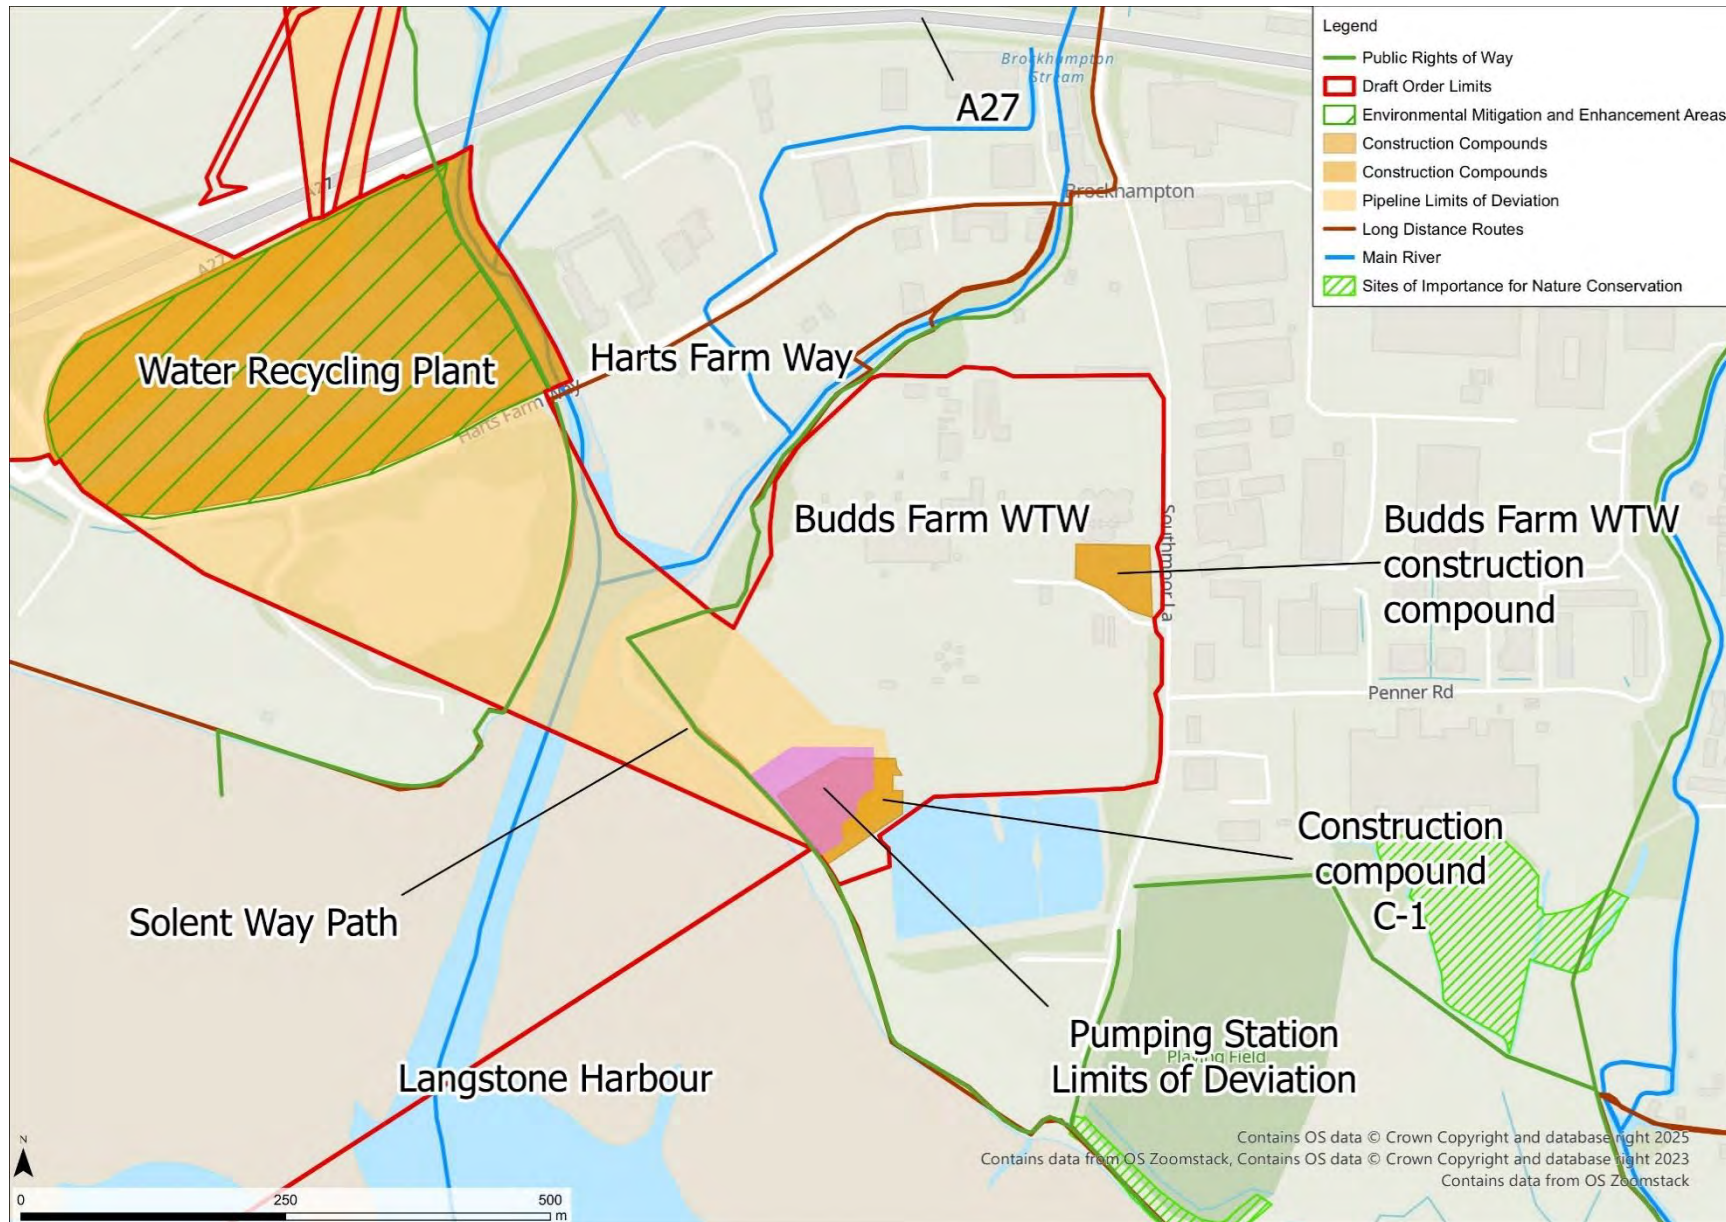 Legend
Public Rights of Way
Draft Order Limits
Environmental Mitigation and Enhancement Areas
Construction Compounds
Construction Compounds
Pipeline Limits of Deviation
Long Distance Routes
Main River
Sites of Importance for Nature Conservation
Brockhampton
Stream
A27
A27
A27
Brockhampton
Water Recycling Plant
Harts Farm Way
Harts Farm Way
Budds Farm WTW
Southmoor La
Budds Farm WTW
construction
compound
Penner Rd
Construction
compound
C-1
Solent Way Path
Pumping Station
Limits of Deviation
Playing Field
Langstone Harbour
N
0 250 500
m
Contains OS data © Crown Copyright and database right 2025
Contains data from OS Zoomstack, Contains OS data © Crown Copyright and database right 2023
Contains data from OS Zoomstack